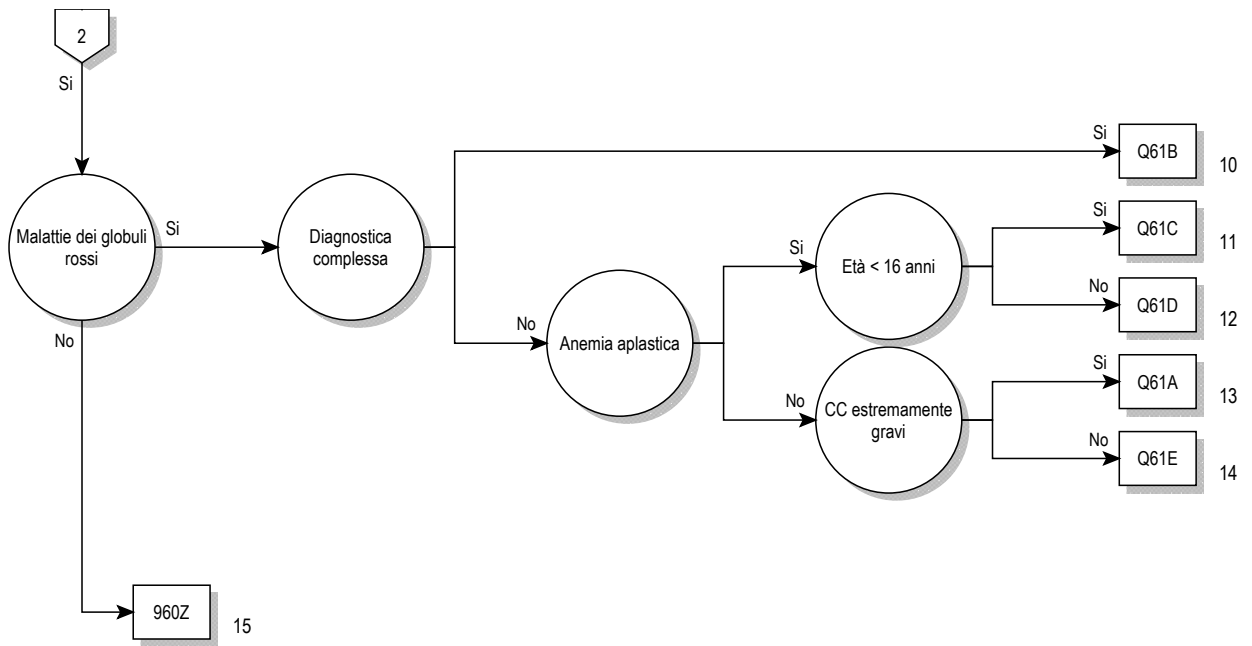 2
Si
Malattie dei globuli
rossi
Si
Diagnostica
complessa
Si
Q61B
10
No
Anemia aplastica
Si
Età < 16 anni
Si
Q61C
11
No
Q61D
12
No
CC estremamente
gravi
Si
Q61A
13
No
Q61E
14
No
960Z
15